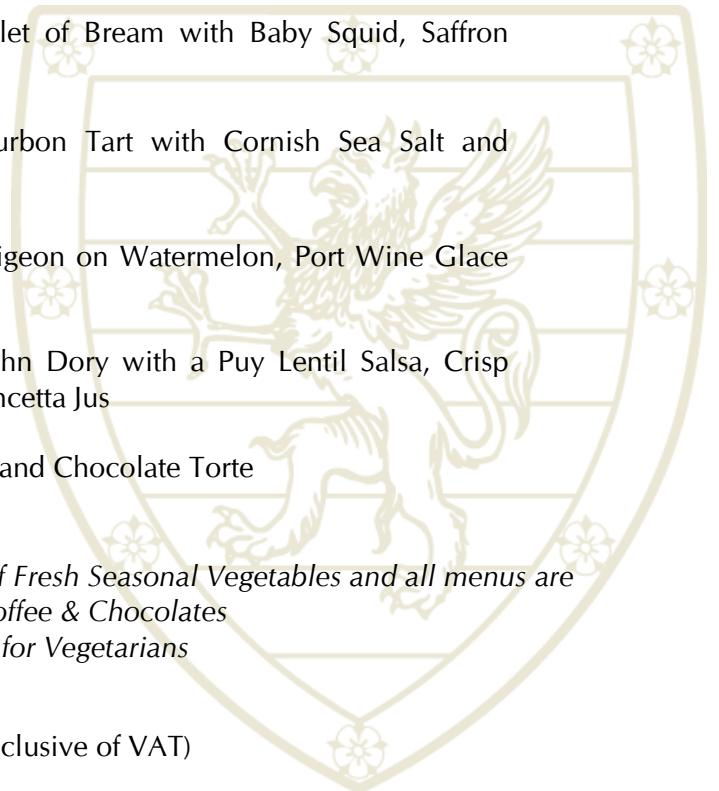 let of Bream with Baby Squid, Saffron
urbon Tart with Cornish Sea Salt and
igeon on Watermelon, Port Wine Glace
hn Dory with a Puy Lentil Salsa, Crisp
ncetta Jus
and Chocolate Torte
f Fresh Seasonal Vegetables and all menus are
offee & Chocolates
for Vegetarians
clusive of VAT)